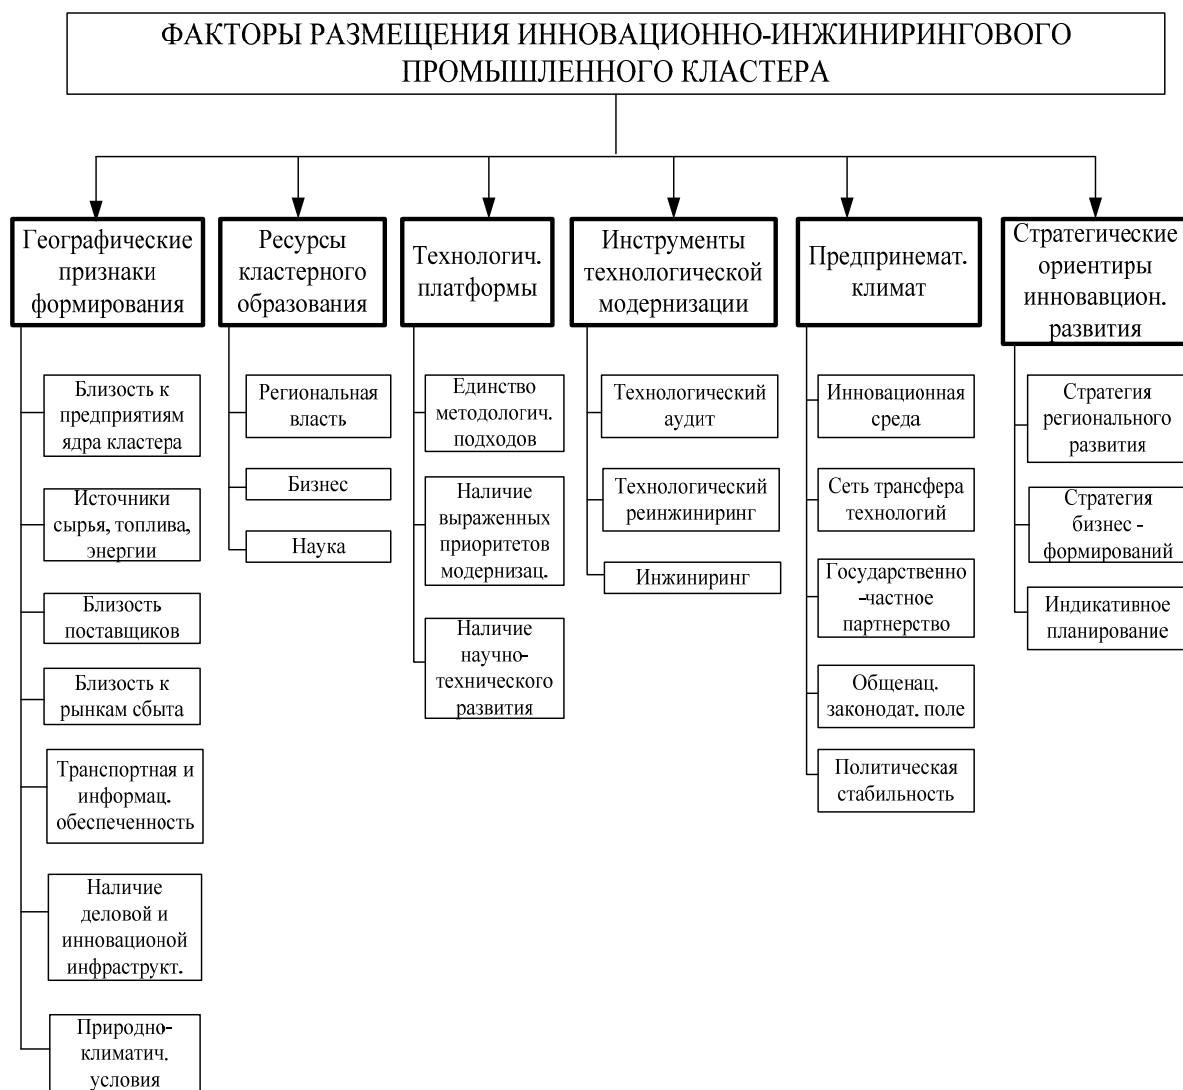 ФАКТОРЫ РАЗМЕЩЕНИЯ ИННОВАЦИОННО-ИНЖИНИРИНГОВОГО
ПРОМЫШЛЕННОГО КЛАСТЕРА
Географические
признаки
формирования
Близость к
предприятиям
ядра кластера
Источники
сырья, топлива,
энергии
Близость
поставщиков
Близость к
рынкам сбыта
Транспортная и
информац.
обеспеченность
Наличие
деловой и
инновационой
инфраструкт.
Природно-
климатич.
условия
Ресурсы
кластерного
образования
Региональная
власть
Бизнес
Наука
Технологич.
платформы
Единство
методологич.
подходов
Наличие
выраженных
приоритетов
модернизац.
Наличие
научно-
технического
развития
Инструменты
технологической
модернизации
Технологический
аудит
Технологический
реинжиниринг
Инжиниринг
Предпринемат.
климат
Инновационная
среда
Сеть трансфера
технологий
Государственно
-частное
партнерство
Общенац.
законодат. поле
Политическая
стабильность
Стратегические
ориентиры
инновавцион.
развития
Стратегия
регионального
развития
Стратегия
бизнес -
формирований
Индикативное
планирование